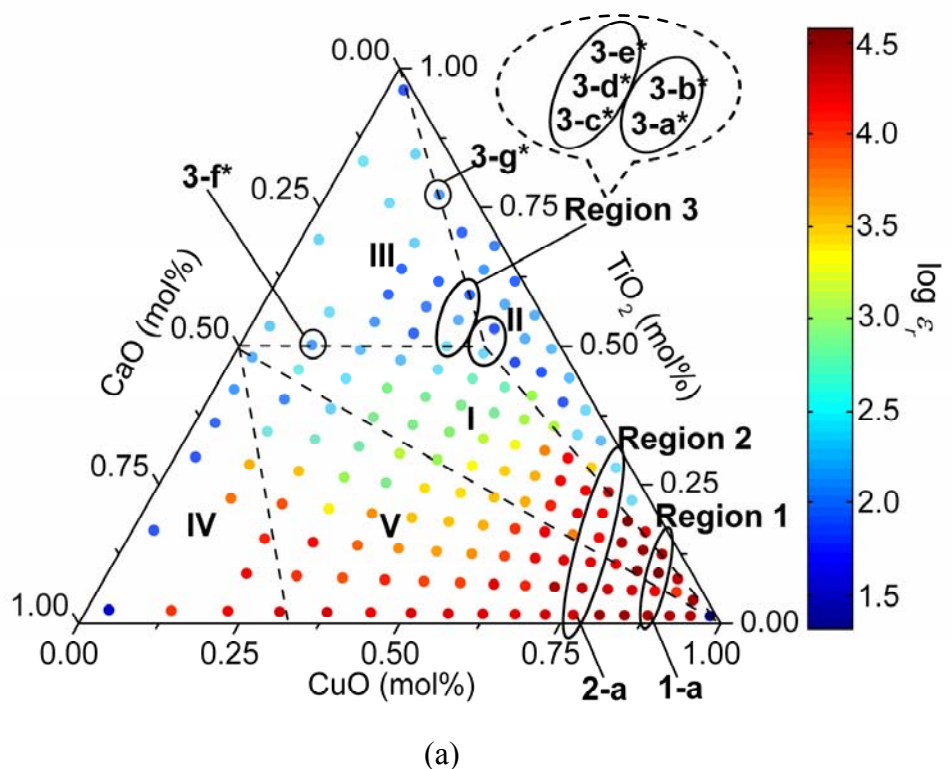 0.00
1.00
3-e*
3-d*
3-b*
3-c*
3-a*
4.5
4.0
3.5
3.0
2.5
2.0
1.5
log εr
3-g*
3-f*
0.25
0.75
Region 3
III
TiO2 (mol%)
CaO (mol%)
0.50
II
0.50
I
Region 2
0.75
0.25
Region 1
IV
V
1.00
0.00
0.00
0.25
0.50
0.75
1.00
CuO (mol%)
2-a
1-a
(a)